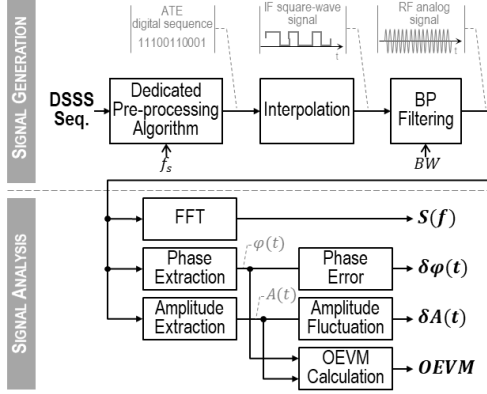 SIGNAL GENERATION
ATE
digital sequence
11100110001
IF square-wave
signal
t
RF analog
signal
t
DSSS
Seq.
Dedicated
Pre-processing
Algorithm
Interpolation
BP
Filtering
fs
BW
SIGNAL ANALYSIS
FFT
S(f)
Phase
Extraction
φ(t)
Phase
Error
δφ(t)
Amplitude
Extraction
A(t)
Amplitude
Fluctuation
δA(t)
OEVM
Calculation
OEVM